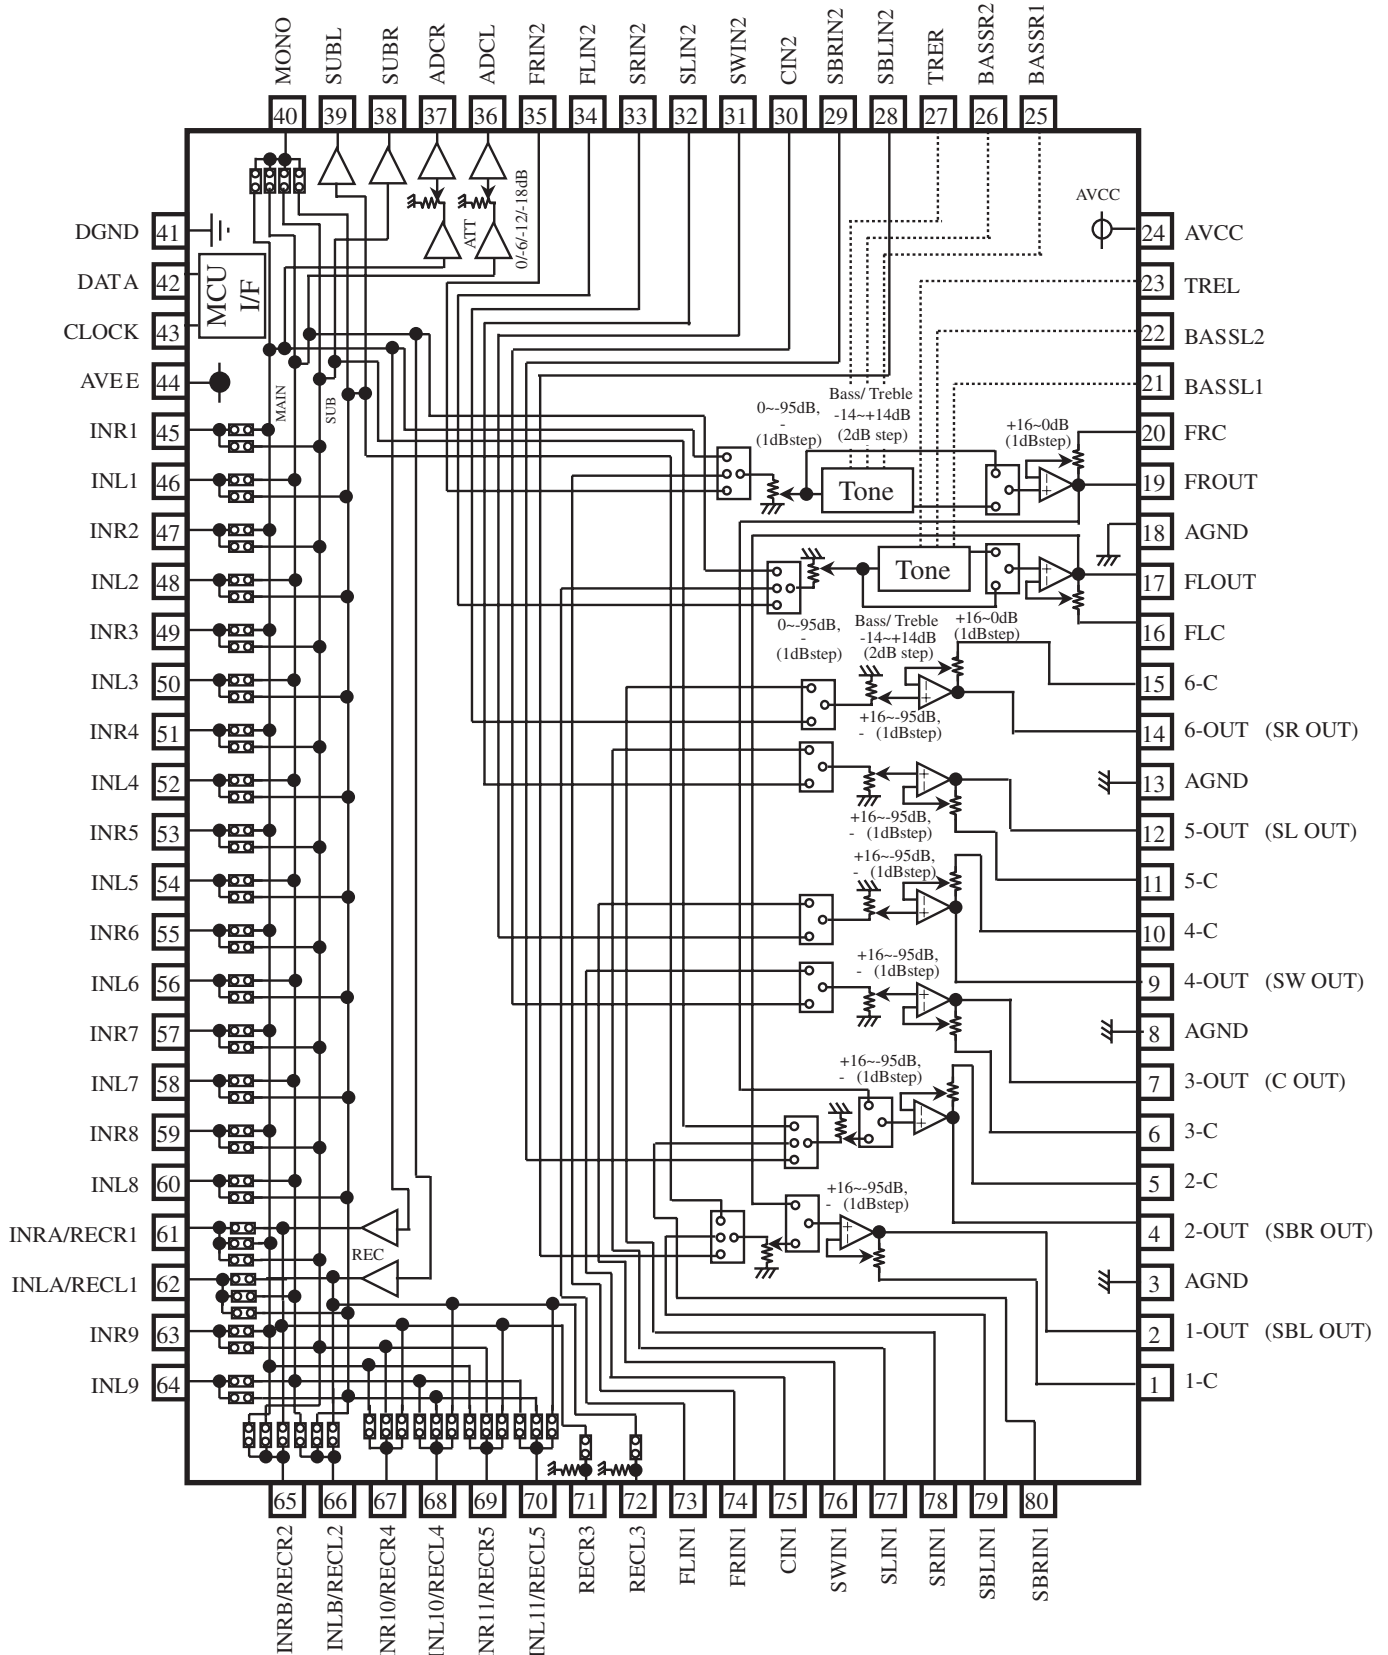 MONO
SUBL
SUBR
ADCR
ADCL
FRIN2
FLIN2
SRIN2
SLIN2
SWIN2
CIN2
SBRIN2
SBLIN2
TRER
BASSR2
BASSR1
40
39
38
37
36
35
34
33
32
31
30
29
28
27
26
25
DGND 41
DATA 42
CLOCK 43
AVEE 44
INR1 45
INL1 46
INR2 47
INL2 48
INR3 49
INL3 50
INR4 51
INL4 52
INR5 53
INL5 54
INR6 55
INL6 56
INR7 57
INL7 58
INR8 59
INL8 60
INRA/RECR1 61
INLA/RECL1 62
INR9 63
INL9 64
MCU
I/F
MAIN
SUB
ATT
0/-6/-12/-18dB
REC
AVCC
0~-95dB,
-
(1dBstep)
Bass/ Treble
-14~+14dB
(2dB step)
+16~0dB
(1dBstep)
Tone
Tone
0~-95dB,
-
(1dBstep)
Bass/ Treble
-14~+14dB
(2dB step)
+16~0dB
(1dBstep)
+16~-95dB,
- (1dBstep)
+16~-95dB,
- (1dBstep)
+16~-95dB,
- (1dBstep)
+16~-95dB,
- (1dBstep)
+16~-95dB,
- (1dBstep)
+16~-95dB,
- (1dBstep)
24 AVCC
23 TREL
22 BASSL2
21 BASSL1
20 FRC
19 FROUT
18 AGND
17 FLOUT
16 FLC
15 6-C
14 6-OUT (SR OUT)
13 AGND
12 5-OUT (SL OUT)
11 5-C
10 4-C
9 4-OUT (SW OUT)
8 AGND
7 3-OUT (C OUT)
6 3-C
5 2-C
4 2-OUT (SBR OUT)
3 AGND
2 1-OUT (SBL OUT)
1 1-C
65
66
67
68
69
70
71
72
73
74
75
76
77
78
79
80
INRB/RECR2
INLB/RECL2
NR10/RECR4
INL10/RECL4
NR11/RECR5
INL11/RECL5
RECR3
RECL3
FLIN1
FRIN1
CIN1
SWIN1
SLIN1
SRIN1
SBLIN1
SBRIN1